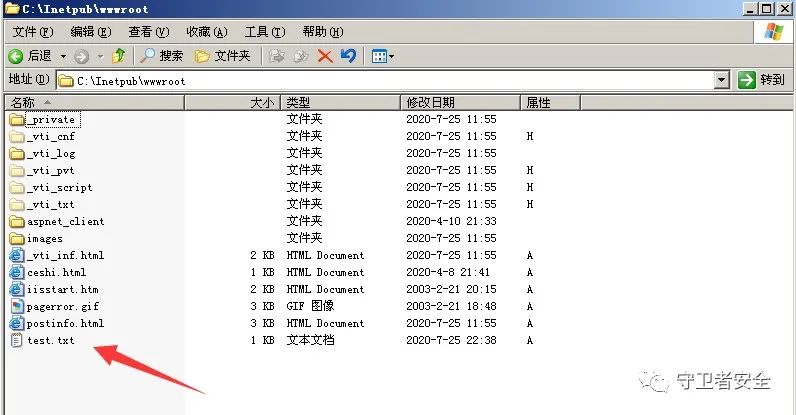 C:\Inetpub\wwwroot
文件(F) 编辑(E) 查看(V) 收藏(A) 工具(T) 帮助(H)
后退 搜索 文件夹
地址(D) C:\Inetpub\wwwroot 转到
名称 大小 类型 修改日期 属性
_private 文件夹 2020-7-25 11:55
_vti_cnf 文件夹 2020-7-25 11:55 H
_vti_log 文件夹 2020-7-25 11:55
_vti_pvt 文件夹 2020-7-25 11:55 H
_vti_script 文件夹 2020-7-25 11:55 H
_vti_txt 文件夹 2020-7-25 11:55 H
aspnet_client 文件夹 2020-4-10 21:33
images 文件夹 2020-7-25 11:55
_vti_inf.html 2 KB HTML Document 2020-7-25 11:55 A
ceshi.html 1 KB HTML Document 2020-4-8 21:41 A
iisstart.htm 2 KB HTML Document 2003-2-21 20:15 A
pagerror.gif 3 KB GIF 图像 2003-2-21 18:48 A
postinfo.html 3 KB HTML Document 2020-7-25 11:55 A
test.txt 1 KB 文本文档 2020-7-25 22:38 A
守卫者安全